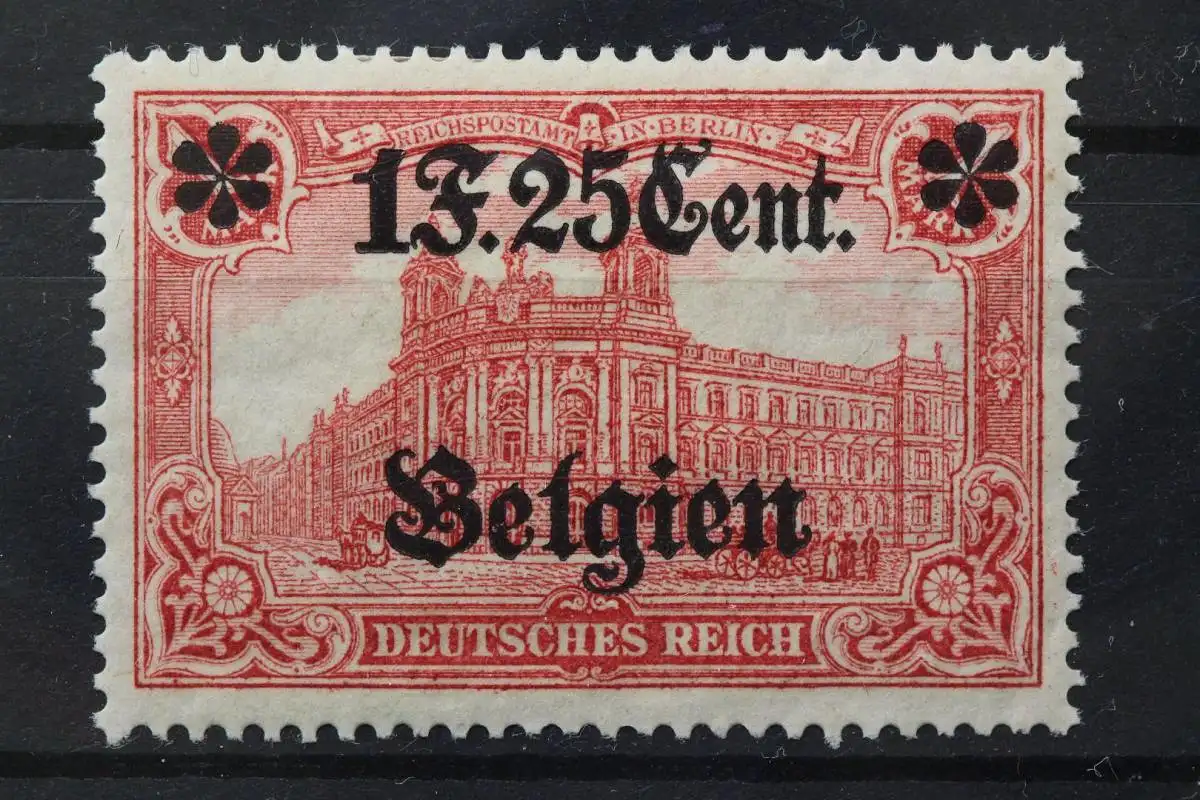 REICHSPOSTAMT IN·BERLIN·
1F.25Cent.
Belgien
DEUTSCHES REICH